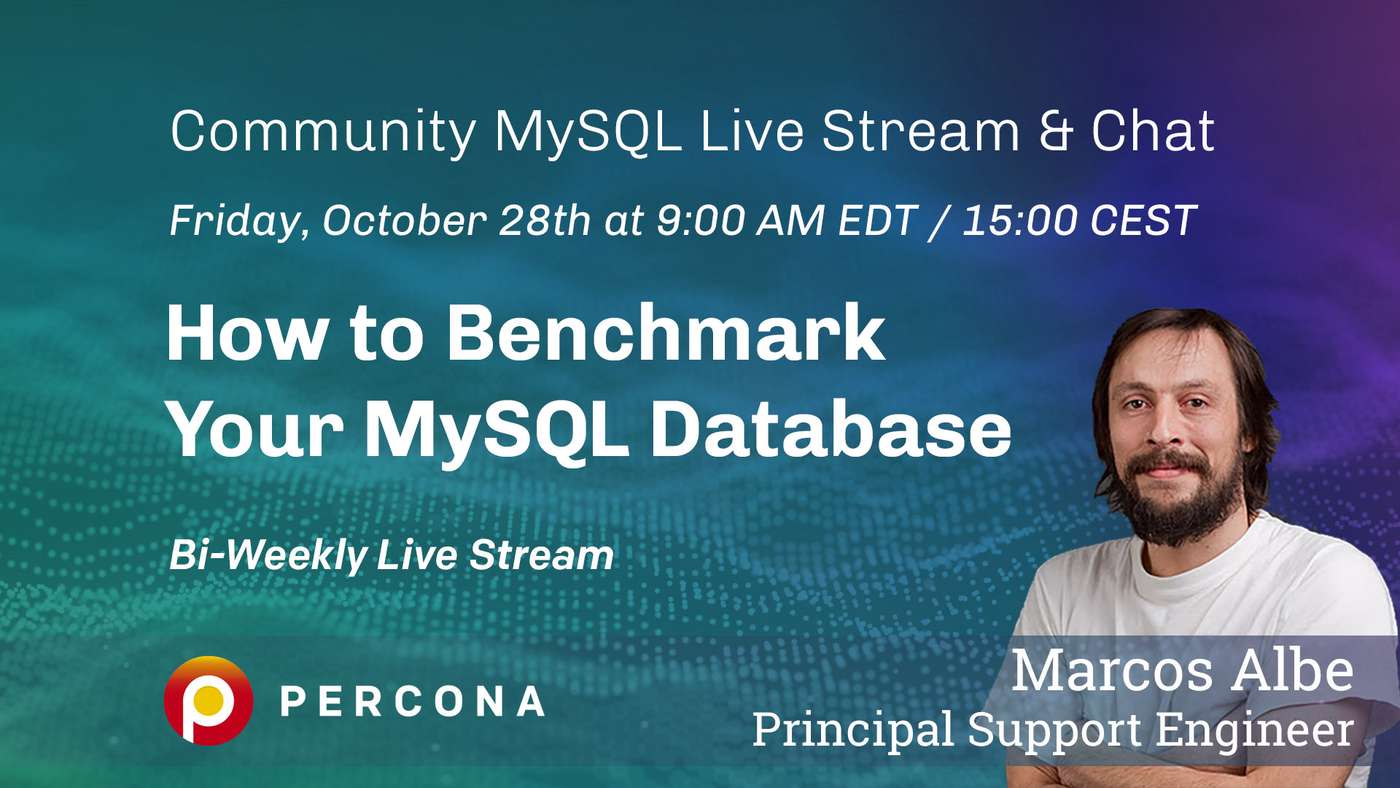 Community MySQL Live Stream & Chat
Friday, October 28th at 9:00 AM EDT / 15:00 CEST
How to Benchmark
Your MySQL Database
Bi-Weekly Live Stream
PERCONA
Marcos Albe
Principal Support Engineer